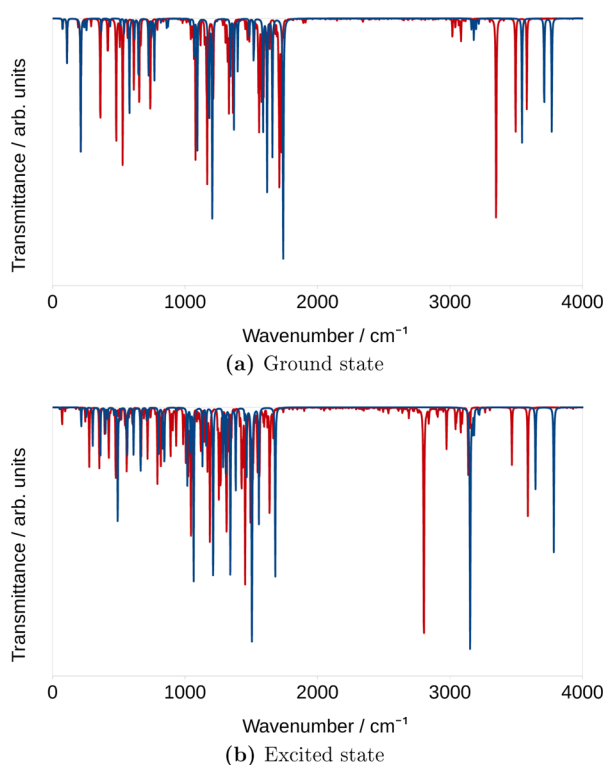 Transmittance / arb. units
0 1000 2000 3000 4000
Wavenumber / cm⁻¹
(a) Ground state
Transmittance / arb. units
0 1000 2000 3000 4000
Wavenumber / cm⁻¹
(b) Excited state